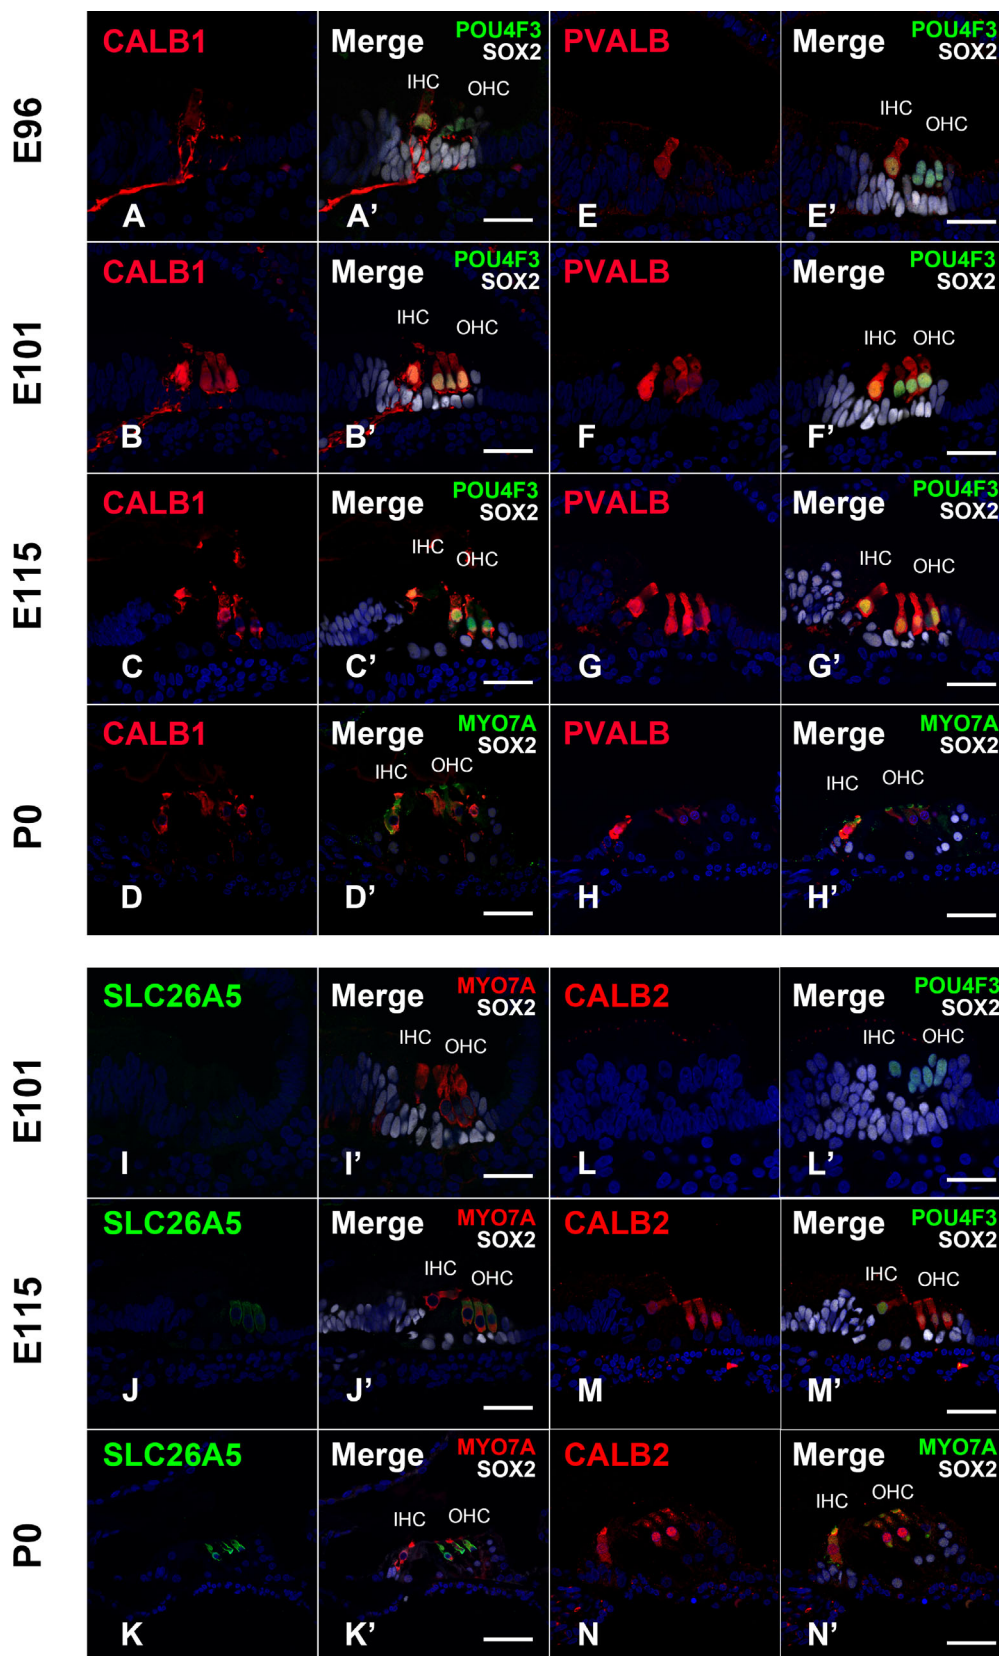 E96
CALB1
A
Merge
POU4F3
SOX2
IHC
OHC
A’
PVALB
E
Merge
POU4F3
SOX2
IHC
OHC
E’
E101
CALB1
B
Merge
POU4F3
SOX2
IHC
OHC
B’
PVALB
F
Merge
POU4F3
SOX2
IHC
OHC
F’
E115
CALB1
C
Merge
POU4F3
SOX2
IHC
OHC
C’
PVALB
G
Merge
POU4F3
SOX2
IHC
OHC
G’
P0
CALB1
D
Merge
MYO7A
SOX2
IHC
OHC
D’
PVALB
H
Merge
MYO7A
SOX2
IHC
OHC
H’
E101
SLC26A5
I
Merge
MYO7A
SOX2
IHC
OHC
I’
CALB2
L
Merge
POU4F3
SOX2
IHC
OHC
L’
E115
SLC26A5
J
Merge
MYO7A
SOX2
IHC
OHC
J’
CALB2
M
Merge
POU4F3
SOX2
IHC
OHC
M’
P0
SLC26A5
K
Merge
MYO7A
SOX2
IHC
OHC
K’
CALB2
N
Merge
MYO7A
SOX2
IHC
OHC
N’